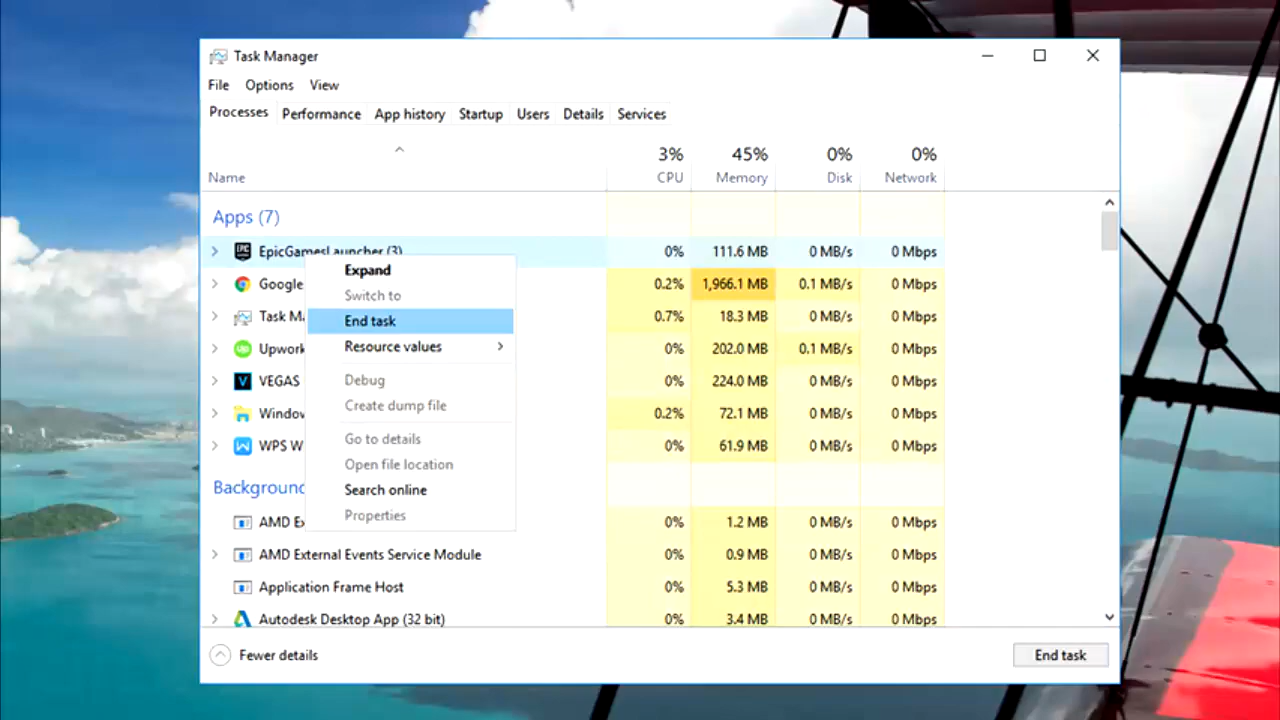 Task Manager
File Options View
Processes Performance App history Startup Users Details Services
3% 45% 0% 0%
Name CPU Memory Disk Network
Apps (7)
EpicGamesLauncher (3) 0% 111.6 MB 0 MB/s 0 Mbps
Expand
Google 0.2% 1,966.1 MB 0.1 MB/s 0 Mbps
Switch to
Task Ma 0.7% 18.3 MB 0 MB/s 0 Mbps
End task
Upwork 0% 202.0 MB 0.1 MB/s 0 Mbps
Resource values
VEGAS 0% 224.0 MB 0 MB/s 0 Mbps
Debug
Create dump file
Window 0.2% 72.1 MB 0 MB/s 0 Mbps
Go to details
WPS W 0% 61.9 MB 0 MB/s 0 Mbps
Open file location
Background
Search online
Properties
AMD Ex 0% 1.2 MB 0 MB/s 0 Mbps
AMD External Events Service Module 0% 0.9 MB 0 MB/s 0 Mbps
Application Frame Host 0% 5.3 MB 0 MB/s 0 Mbps
Autodesk Desktop App (32 bit) 0% 3.4 MB 0 MB/s 0 Mbps
Fewer details End task